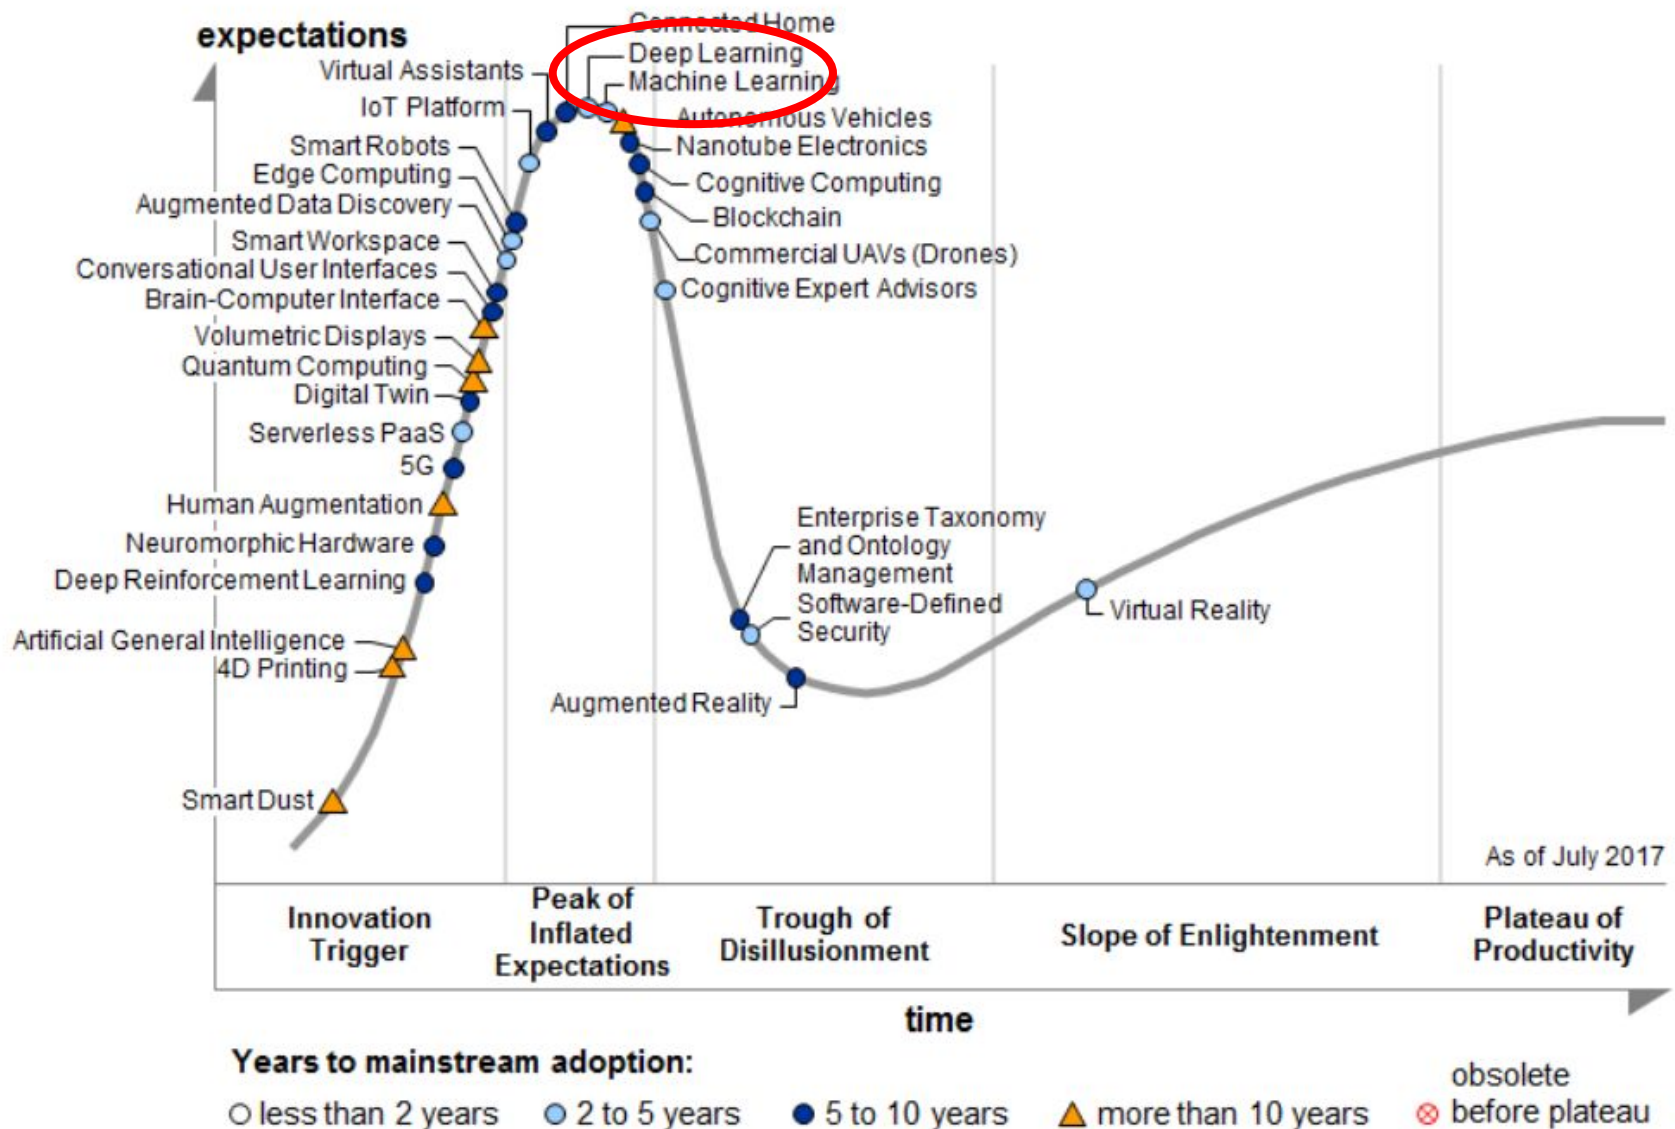 expectations
Connected Home
Deep Learning
Machine Learning
Virtual Assistants
IoT Platform
Autonomous Vehicles
Smart Robots
Nanotube Electronics
Edge Computing
Cognitive Computing
Augmented Data Discovery
Blockchain
Smart Workspace
Commercial UAVs (Drones)
Conversational User Interfaces
Cognitive Expert Advisors
Brain-Computer Interface
Volumetric Displays
Quantum Computing
Digital Twin
Serverless PaaS
5G
Human Augmentation
Neuromorphic Hardware
Deep Reinforcement Learning
Artificial General Intelligence
4D Printing
Smart Dust
Enterprise Taxonomy
and Ontology
Management
Software-Defined
Security
Augmented Reality
Virtual Reality
As of July 2017
Innovation
Trigger
Peak of
Inflated
Expectations
Trough of
Disillusionment
Slope of Enlightenment
Plateau of
Productivity
time
Years to mainstream adoption:
less than 2 years
2 to 5 years
5 to 10 years
more than 10 years
obsolete
before plateau